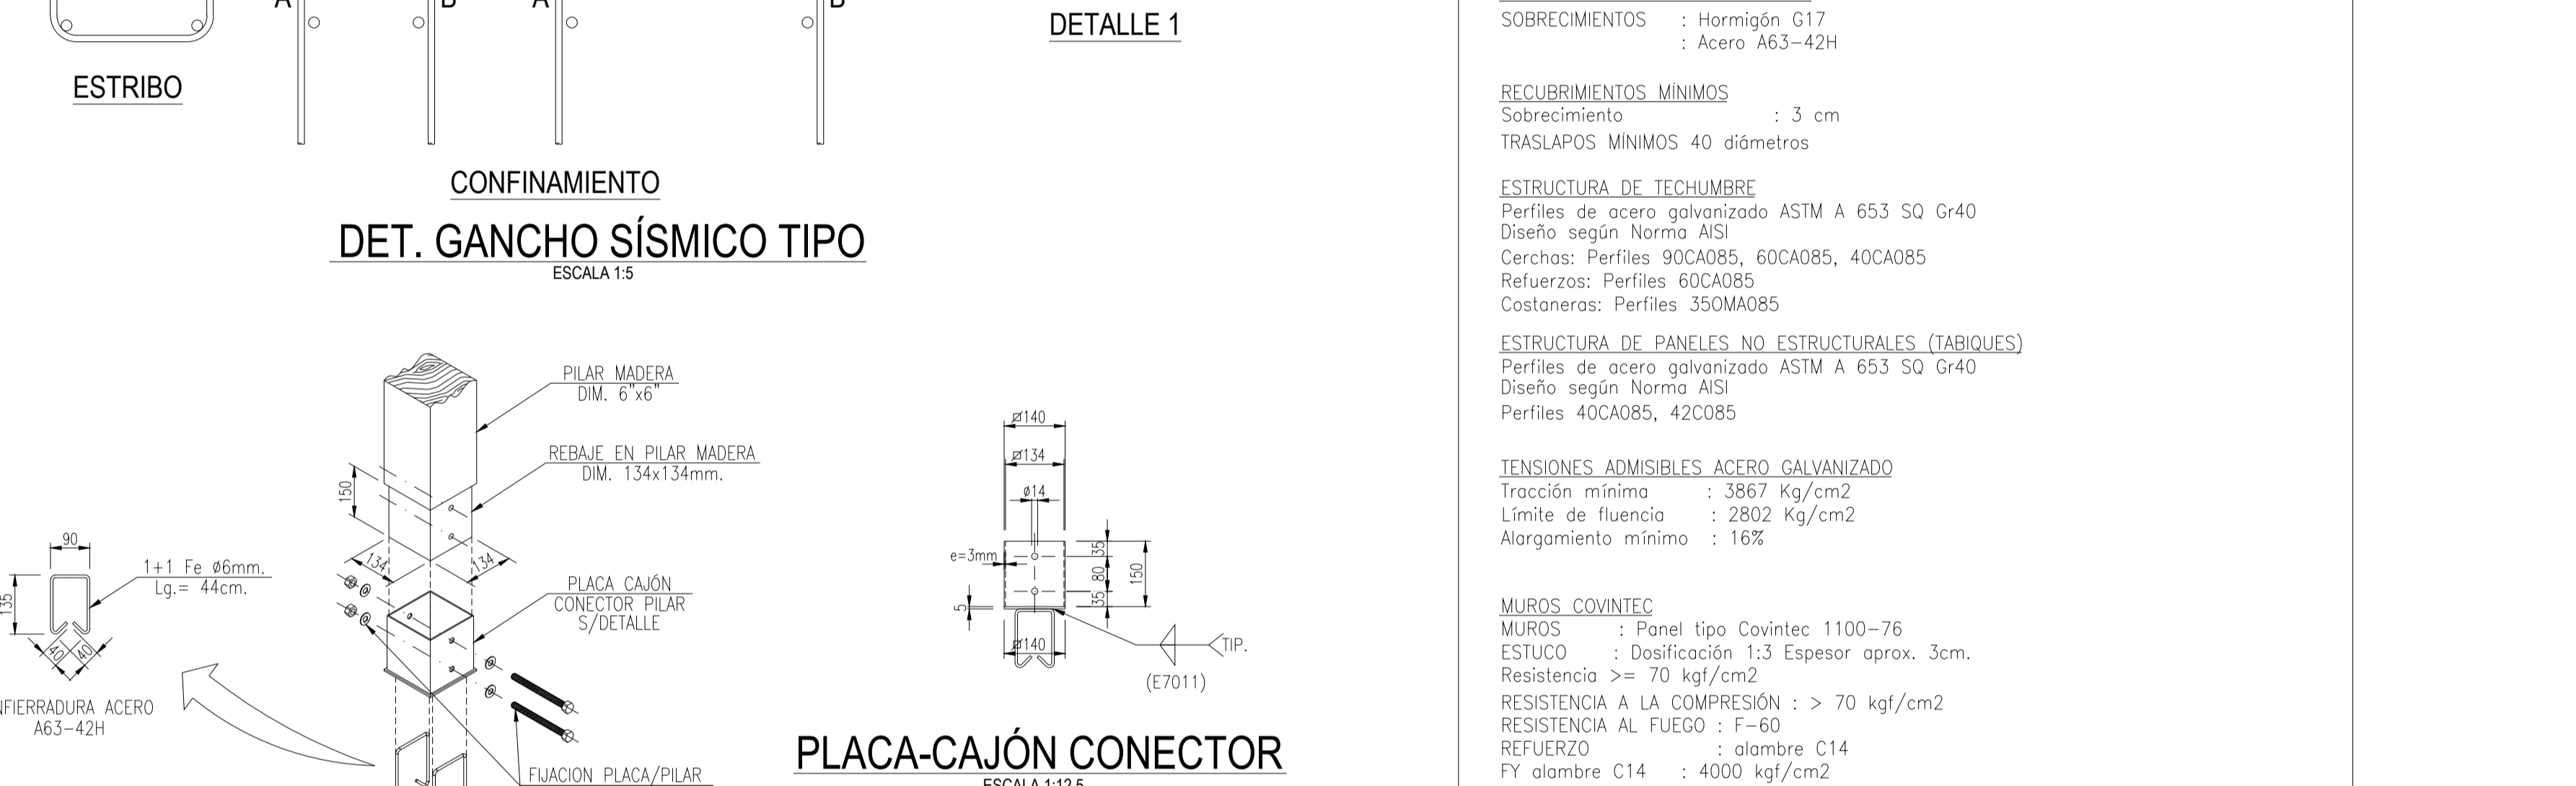 A
B
A
B
DETALLE 1
ESTRIBO
CONFINAMIENTO
DET. GANCHO SÍSMICO TIPO
ESCALA 1:5
PILAR MADERA
DIM. 6"x6"
REBAJE EN PILAR MADERA
DIM. 134x134mm.
150
134
134
90
135
1+1 Fe ø6mm.
Lg.= 44cm.
40
40
PLACA CAJÓN
CONECTOR PILAR
S/DETALLE
A63-42H
FIJACION PLACA/PILAR
140
134
ø14
e=3mm
35
80
35
150
5
140
TIP.
(E7011)
PLACA-CAJÓN CONECTOR
ESCALA 1:12,5
SOBRECIMIENTOS : Hormigón G17
: Acero A63-42H
RECUBRIMIENTOS MÍNIMOS
Sobrecimiento : 3 cm
TRASLAPOS MÍNIMOS 40 diámetros
ESTRUCTURA DE TECHUMBRE
Perfiles de acero galvanizado ASTM A 653 SQ Gr40
Diseño según Norma AISI
Cerchas: Perfiles 90CA085, 60CA085, 40CA085
Refuerzos: Perfiles 60CA085
Costaneras: Perfiles 35OMA085
ESTRUCTURA DE PANELES NO ESTRUCTURALES (TABIQUES)
Perfiles de acero galvanizado ASTM A 653 SQ Gr40
Diseño según Norma AISI
Perfiles 40CA085, 42C085
TENSIONES ADMISIBLES ACERO GALVANIZADO
Tracción mínima : 3867 Kg/cm2
Límite de fluencia : 2802 Kg/cm2
Alargamiento mínimo : 16%
MUROS COVINTEC
MUROS : Panel tipo Covintec 1100-76
ESTUCO : Dosificación 1:3 Espesor aprox. 3cm.
Resistencia >= 70 kgf/cm2
RESISTENCIA A LA COMPRESIÓN : > 70 kgf/cm2
RESISTENCIA AL FUEGO : F-60
REFUERZO : alambre C14
FY alambre C14 : 4000 kgf/cm2